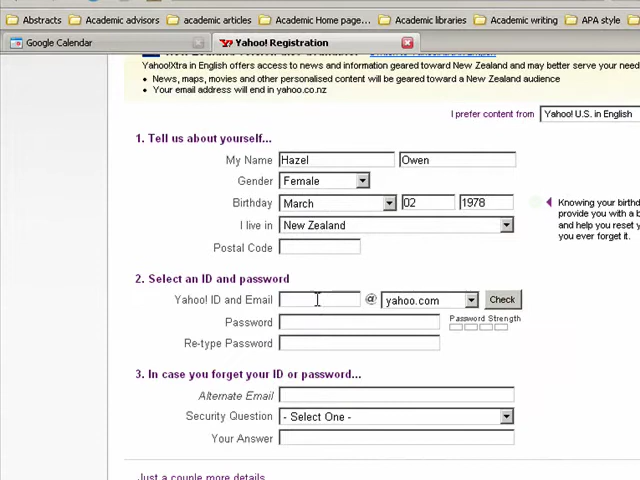 Abstracts Academic advisors academic articles Academic Home page... Academic libraries Academic writing APA style
Google Calendar Yahoo! Registration
Yahoo!Xtra in English offers access to news and information geared toward New Zealand and may better serve your need
• News, maps, movies and other personalised content will be geared toward a New Zealand audience
• Your email address will end in yahoo.co.nz
I prefer content from Yahoo! U.S. in English
1. Tell us about yourself...
My Name Hazel Owen
Gender Female
Birthday March 02 1978
Knowing your birthd
provide you with a b
I live in New Zealand
and help you reset y
you ever forget it.
Postal Code
2. Select an ID and password
Yahoo! ID and Email @ yahoo.com Check
Password Password Strength
Re-type Password
3. In case you forget your ID or password...
Alternate Email
Security Question - Select One -
Your Answer
Just a couple more details